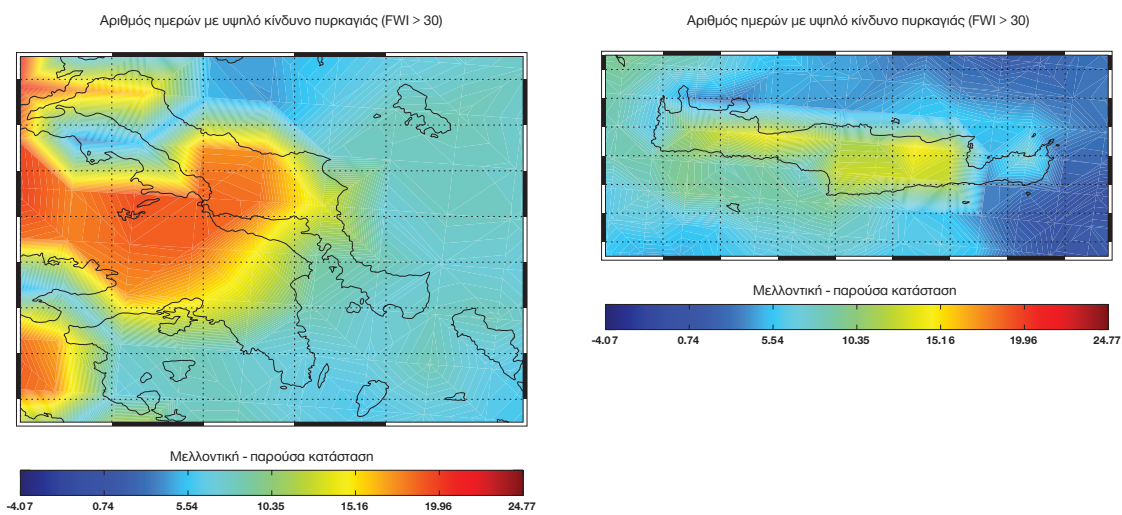 Αριθμός ημερών με υψηλό κίνδυνο πυρκαγιάς (FWI > 30)
Μελλοντική - παρούσα κατάσταση
-4.07 0.74 5.54 10.35 15.16 19.96 24.77
Αριθμός ημερών με υψηλό κίνδυνο πυρκαγιάς (FWI > 30)
Μελλοντική - παρούσα κατάσταση
-4.07 0.74 5.54 10.35 15.16 19.96 24.77